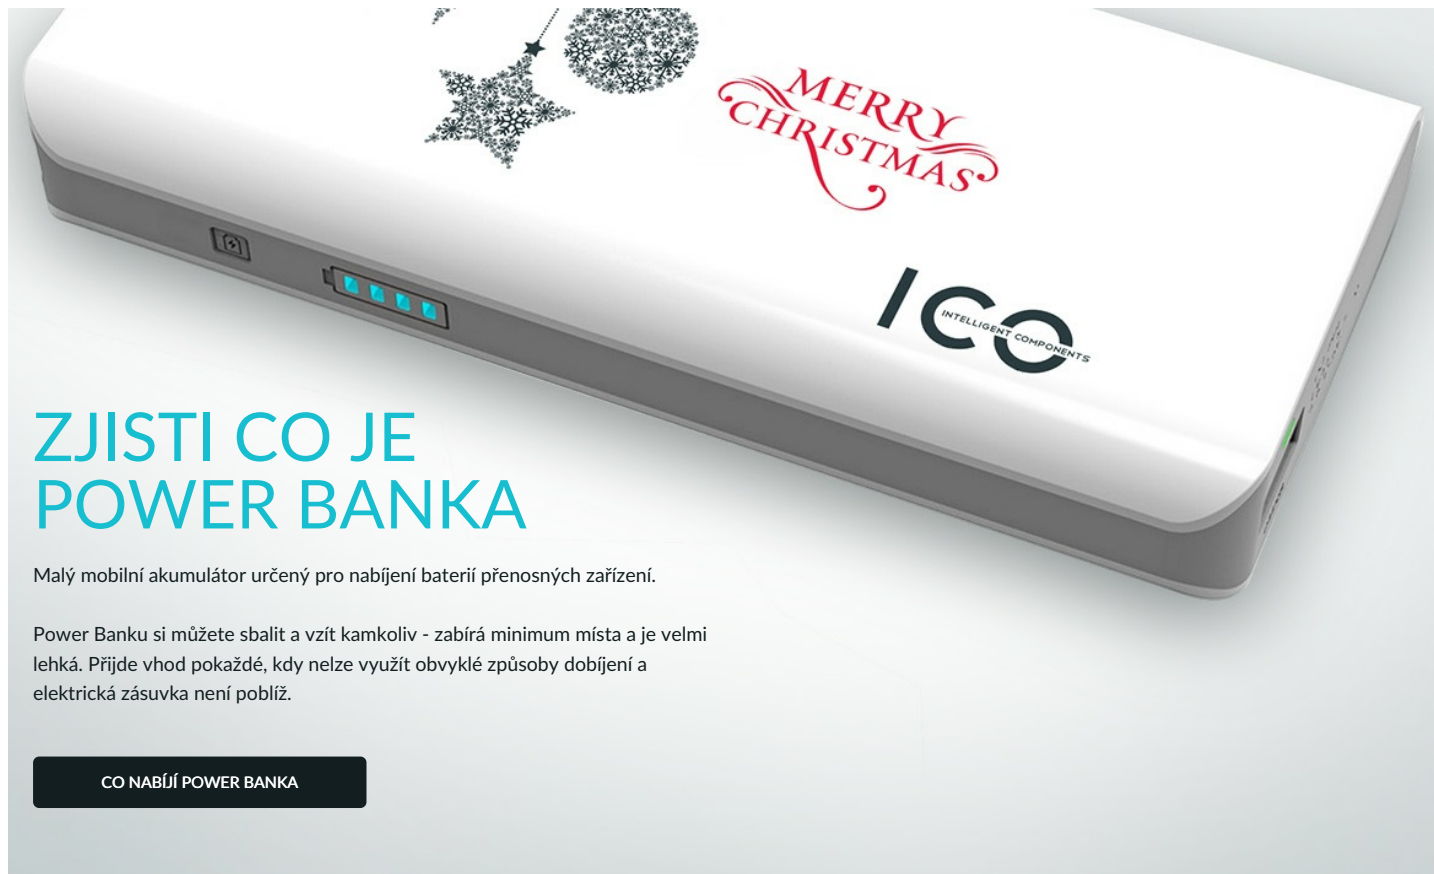 MERRY
CHRISTMAS
ICO
INTELLIGENT COMPONENTS
ZJISTI CO JE
POWER BANKA
Malý mobilní akumulátor určený pro nabíjení baterií přenosných zařízení.
Power Banku si můžete sbalit a vzít kamkoliv - zabírá minimum místa a je velmi
lehká. Přijde vhod pokaždé, kdy nelze využít obvyklé způsoby dobíjení a
elektrická zásuvka není poblíž.
CO NABÍJÍ POWER BANKA